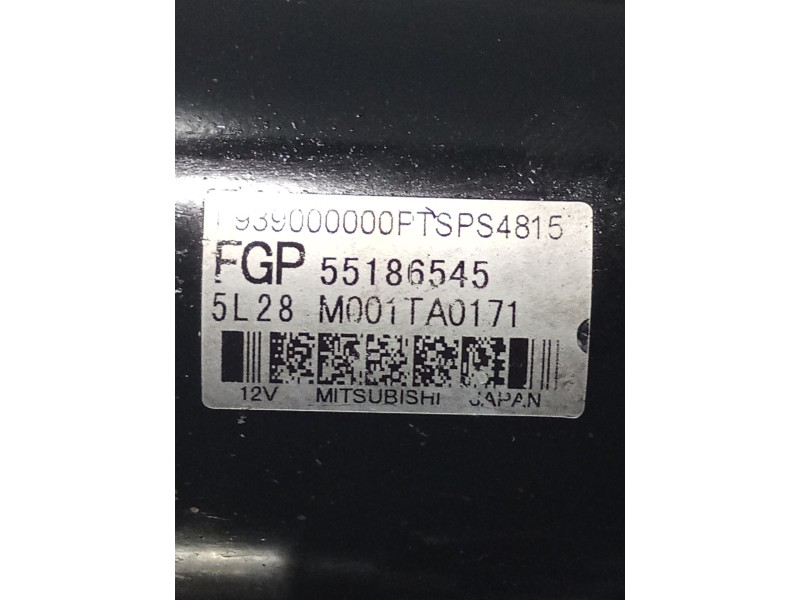 939000000PTSPS4815
FGP 55186545
5L28 M001TA0171
12V MITSUBISHI JAPAN